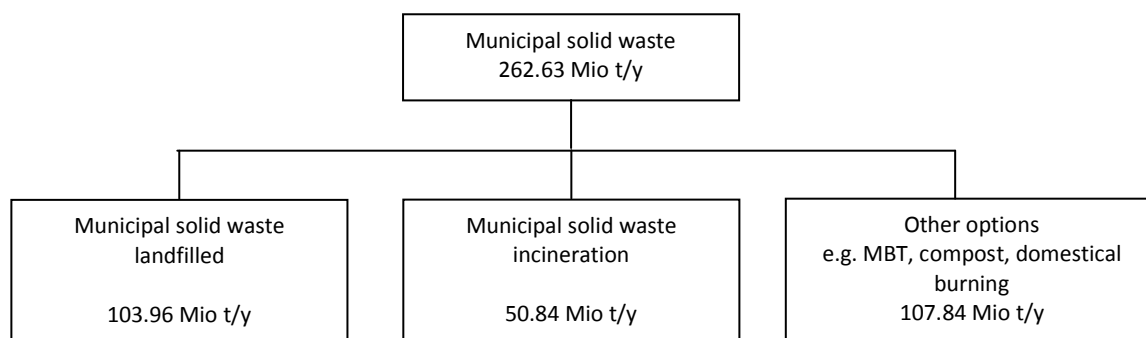 Municipal solid waste
262.63 Mio t/y
Municipal solid waste
landfilled
103.96 Mio t/y
Municipal solid waste
incineration
50.84 Mio t/y
Other options
e.g. MBT, compost, domestical
burning
107.84 Mio t/y